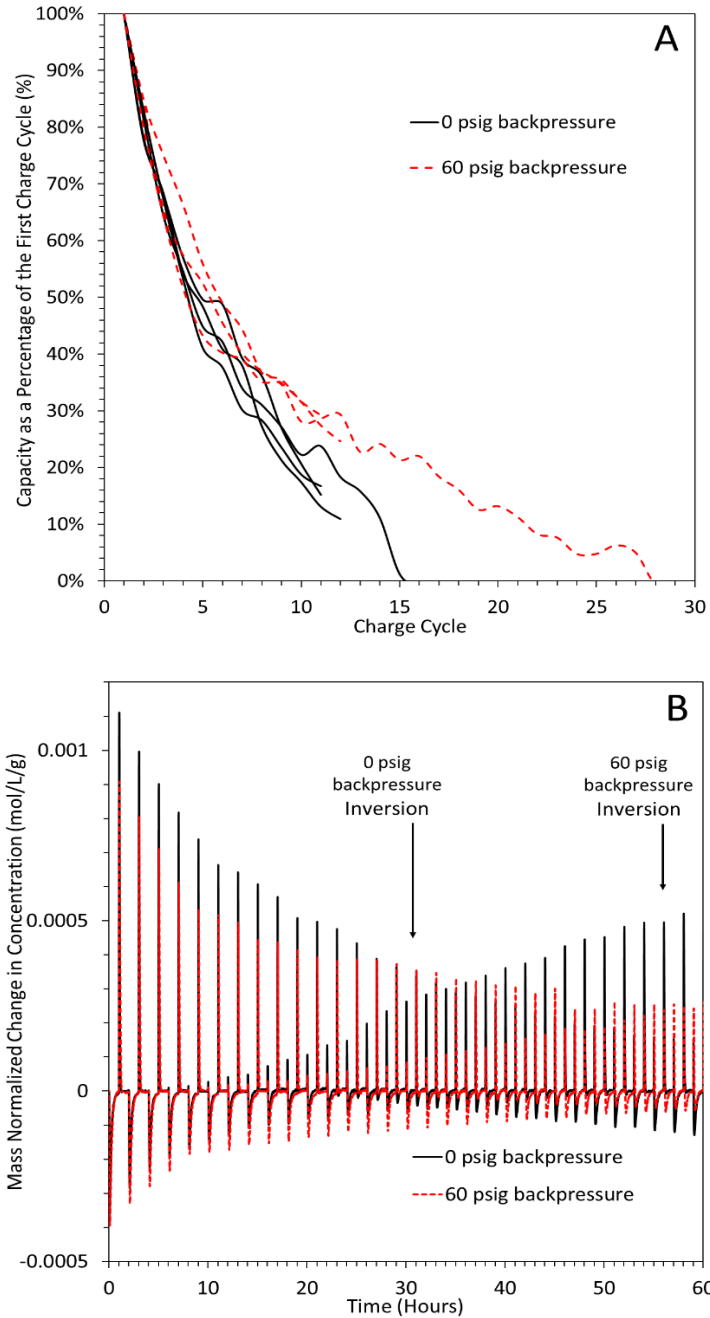 A
Capacity as a Percentage of the First Charge Cycle (%)
100%
90%
80%
70%
60%
50%
40%
30%
20%
10%
0%
0 psig backpressure
60 psig backpressure
0 5 10 15 20 25 30
Charge Cycle
B
Mass Normalized Change in Concentration (mol/L/g)
0.001
0.0005
0
-0.0005
0 psig
backpressure
Inversion
60 psig
backpressure
Inversion
0 psig backpressure
60 psig backpressure
0 10 20 30 40 50 60
Time (Hours)